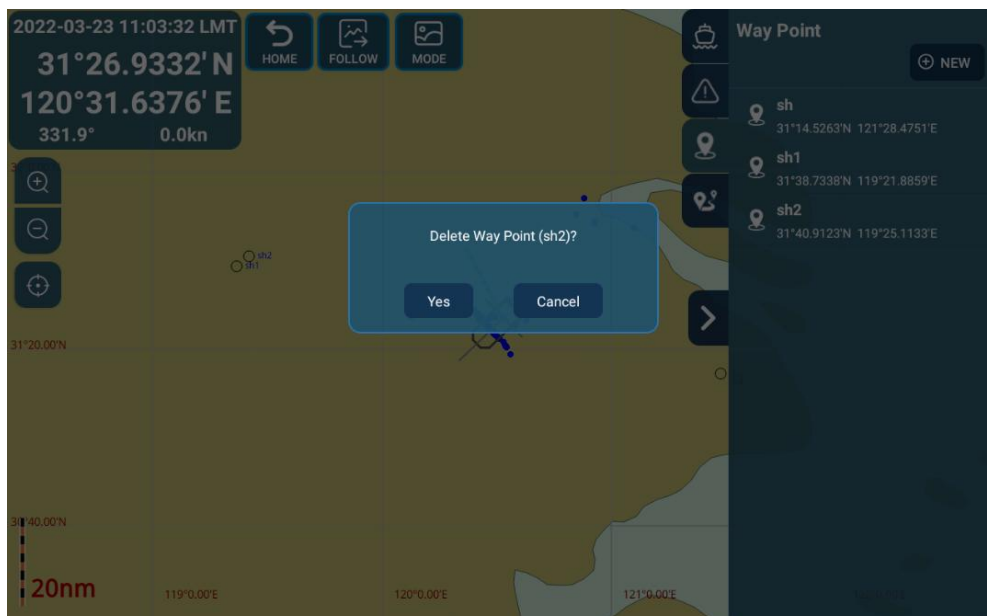 2022-03-23 11:03:32 LMT
31°26.9332' N
120°31.6376' E
331.9° 0.0kn
HOME
FOLLOW
MODE
Way Point
NEW
sh
31°14.5263'N 121°28.4751'E
sh1
31°38.7338'N 119°21.8859'E
sh2
31°40.9123'N 119°25.1133'E
Delete Way Point (sh2)?
Yes Cancel
sh2
sh1
31°20.00'N
30°40.00'N
20nm
119°0.00'E
120°0.00'E
121°0.00'E